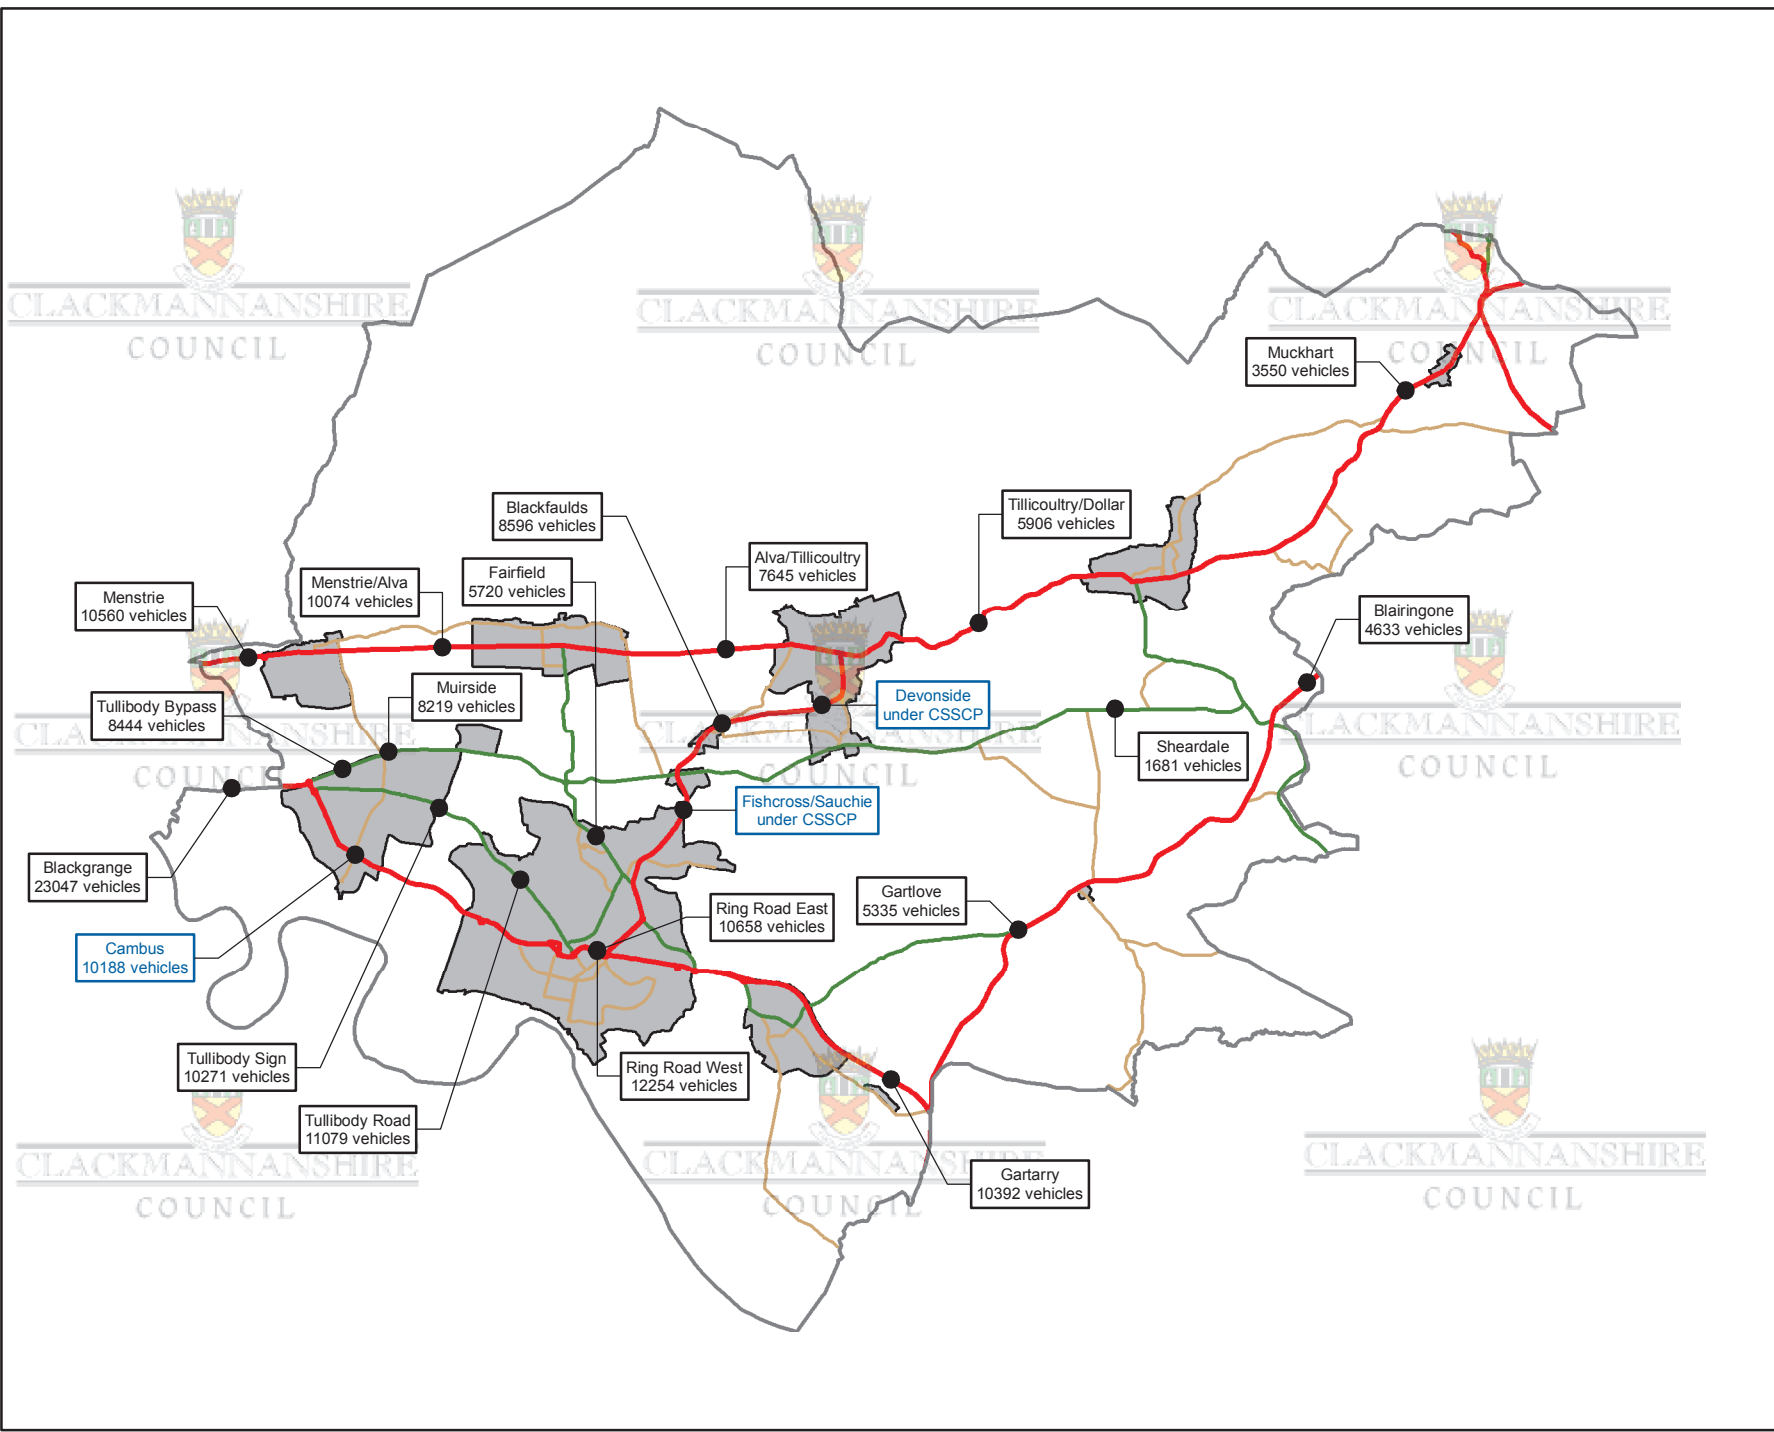 CLACKMANNANSHIRE
COUNCIL
CLACKMANNANSHIRE
COUNCIL
CLACKMANNANSHIRE
COUNCIL
Muckhart
3550 vehicles
Blackfaulds
8596 vehicles
Tillicoultry/Dollar
5906 vehicles
Alva/Tillicoultry
7645 vehicles
Fairfield
5720 vehicles
Menstrie/Alva
10074 vehicles
Menstrie
10560 vehicles
Blairingone
4633 vehicles
Muirside
8219 vehicles
Tullibody Bypass
8444 vehicles
Devonside
under CSSCP
CLACKMANNANSHIRE
COUNCIL
CLACKMANNANSHIRE
COUNCIL
CLACKMANNANSHIRE
COUNCIL
Sheardale
1681 vehicles
Fishcross/Sauchie
under CSSCP
Blackgrange
23047 vehicles
Gartlove
5335 vehicles
Ring Road East
10658 vehicles
Cambus
10188 vehicles
Tullibody Sign
10271 vehicles
Ring Road West
12254 vehicles
Tullibody Road
11079 vehicles
CLACKMANNANSHIRE
COUNCIL
CLACKMANNANSHIRE
COUNCIL
CLACKMANNANSHIRE
COUNCIL
Gartarry
10392 vehicles